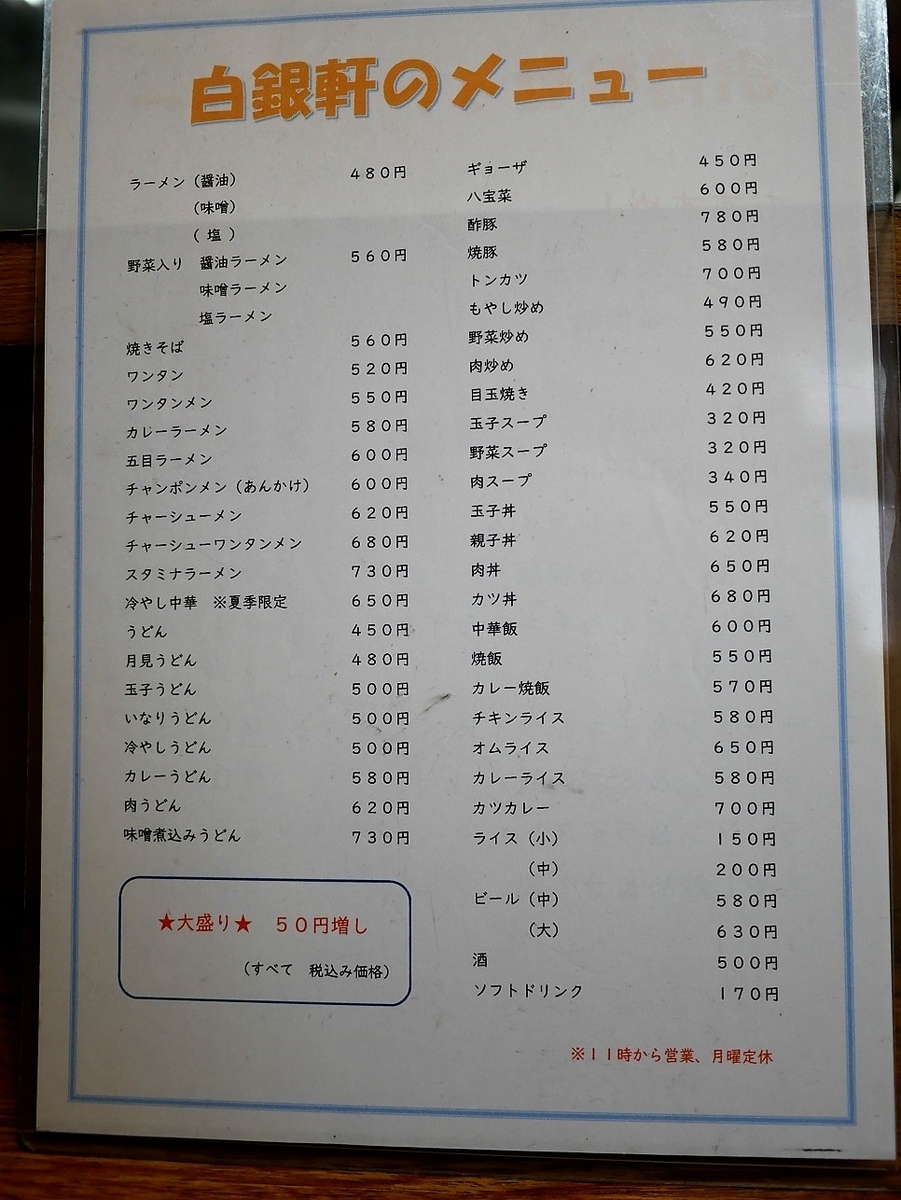 白銀軒のメニュー
ラーメン（醤油） 480円
（味噌）
（ 塩 ）
野菜入り 醤油ラーメン 560円
味噌ラーメン
塩ラーメン
焼きそば 560円
ワンタン 520円
ワンタンメン 550円
カレーラーメン 580円
五目ラーメン 600円
チャンポンメン（あんかけ） 600円
チャーシューメン 620円
チャーシューワンタンメン 680円
スタミナラーメン 730円
冷やし中華 ※夏季限定 650円
うどん 450円
月見うどん 480円
玉子うどん 500円
いなりうどん 500円
冷やしうどん 500円
カレーうどん 580円
肉うどん 620円
味噌煮込みうどん 730円
★大盛り★ 50円増し
（すべて 税込み価格）
ギョーザ 450円
八宝菜 600円
酢豚 780円
焼豚 580円
トンカツ 700円
もやし炒め 490円
野菜炒め 550円
肉炒め 620円
目玉焼き 420円
玉子スープ 320円
野菜スープ 320円
肉スープ 340円
玉子丼 550円
親子丼 620円
肉丼 650円
カツ丼 680円
中華飯 600円
焼飯 550円
カレー焼飯 570円
チキンライス 580円
オムライス 650円
カレーライス 580円
カツカレー 700円
ライス（小） 150円
（中） 200円
ビール（中） 580円
（大） 630円
酒 500円
ソフトドリンク 170円
※11時から営業、月曜定休